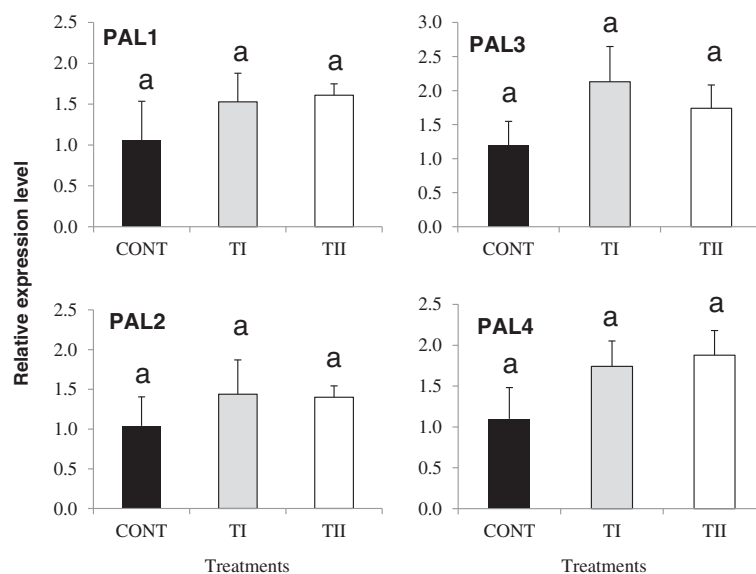 Relative expression level
PAL1
2.5
2.0
1.5
1.0
0.5
0.0
a a a
CONT TI TII
PAL3
3.0
2.5
2.0
1.5
1.0
0.5
0.0
a a a
CONT TI TII
PAL2
2.5
2.0
1.5
1.0
0.5
0.0
a a a
CONT TI TII
Treatments
PAL4
2.5
2.0
1.5
1.0
0.5
0.0
a a a
CONT TI TII
Treatments